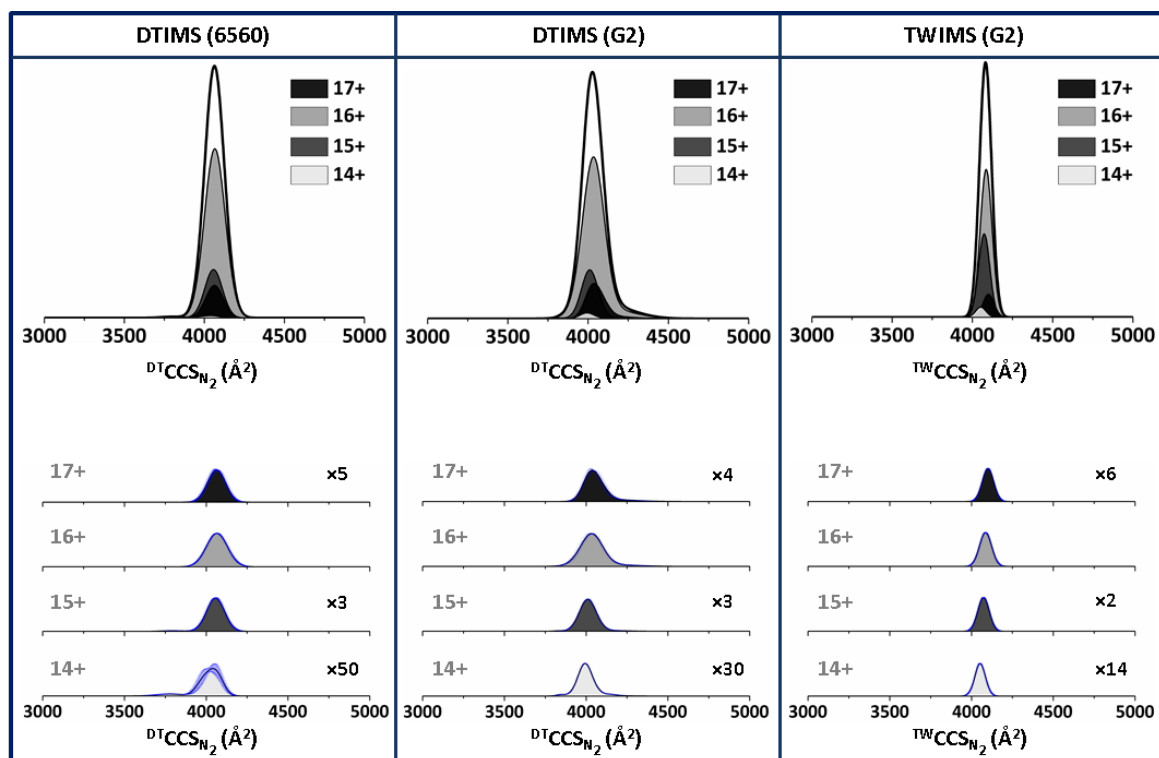 DTIMS (6560)
17+
16+
15+
14+
3000 3500 4000 4500 5000
DTCCSN2 (Å2)
17+ ×5
16+
15+ ×3
14+ ×50
3000 3500 4000 4500 5000
DTCCSN2 (Å2)
DTIMS (G2)
17+
16+
15+
14+
3000 3500 4000 4500 5000
DTCCSN2 (Å2)
17+ ×4
16+
15+ ×3
14+ ×30
3000 3500 4000 4500 5000
DTCCSN2 (Å2)
TWIMS (G2)
17+
16+
15+
14+
3000 3500 4000 4500 5000
TWCCSN2 (Å2)
17+ ×6
16+
15+ ×2
14+ ×14
3000 3500 4000 4500 5000
TWCCSN2 (Å2)